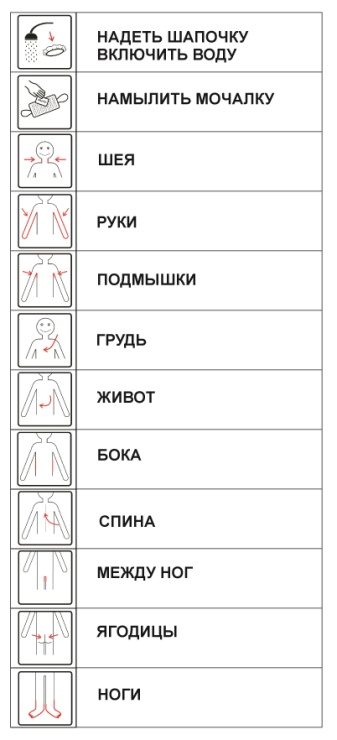 НАДЕТЬ ШАПОЧКУ
ВКЛЮЧИТЬ ВОДУ
НАМЫЛИТЬ МОЧАЛКУ
ШЕЯ
РУКИ
ПОДМЫШКИ
ГРУДЬ
ЖИВОТ
БОКА
СПИНА
МЕЖДУ НОГ
ЯГОДИЦЫ
НОГИ